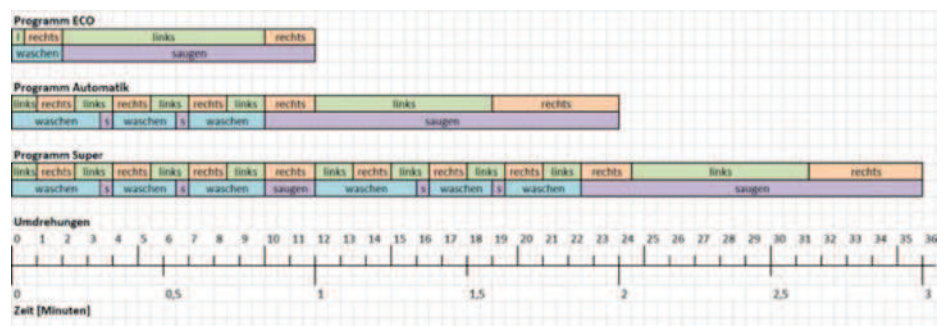 Programm ECO
l rechts links rechts
waschen saugen
Programm Automatik
links rechts links rechts links rechts links rechts links rechts
waschen s waschen s waschen saugen
Programm Super
links rechts links rechts links rechts links rechts links rechts links rechts links rechts links rechts links rechts
waschen s waschen s waschen saugen waschen s waschen s waschen saugen
Umdrehungen
0 1 2 3 4 5 6 7 8 9 10 11 12 13 14 15 16 17 18 19 20 21 22 23 24 25 26 27 28 29 30 31 32 33 34 35 36
0 0,5 1 1,5 2 2,5 3
Zeit [Minuten]